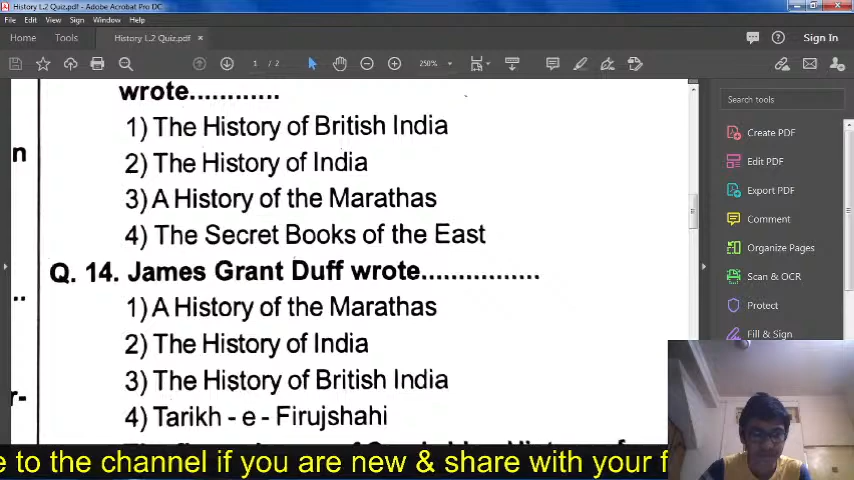 History L.2 Quiz.pdf - Adobe Acrobat Pro DC
File Edit View Sign Window Help
Home Tools History L.2 Quiz.pdf × Sign In
1 / 2 250%
wrote............
1) The History of British India
2) The History of India
3) A History of the Marathas
4) The Secret Books of the East
Q. 14. James Grant Duff wrote................
1) A History of the Marathas
2) The History of India
3) The History of British India
4) Tarikh - e - Firujshahi
n
..
r-
Search tools
Create PDF
Edit PDF
Export PDF
Comment
Organize Pages
Scan & OCR
Protect
Fill & Sign
e to the channel if you are new & share with your f